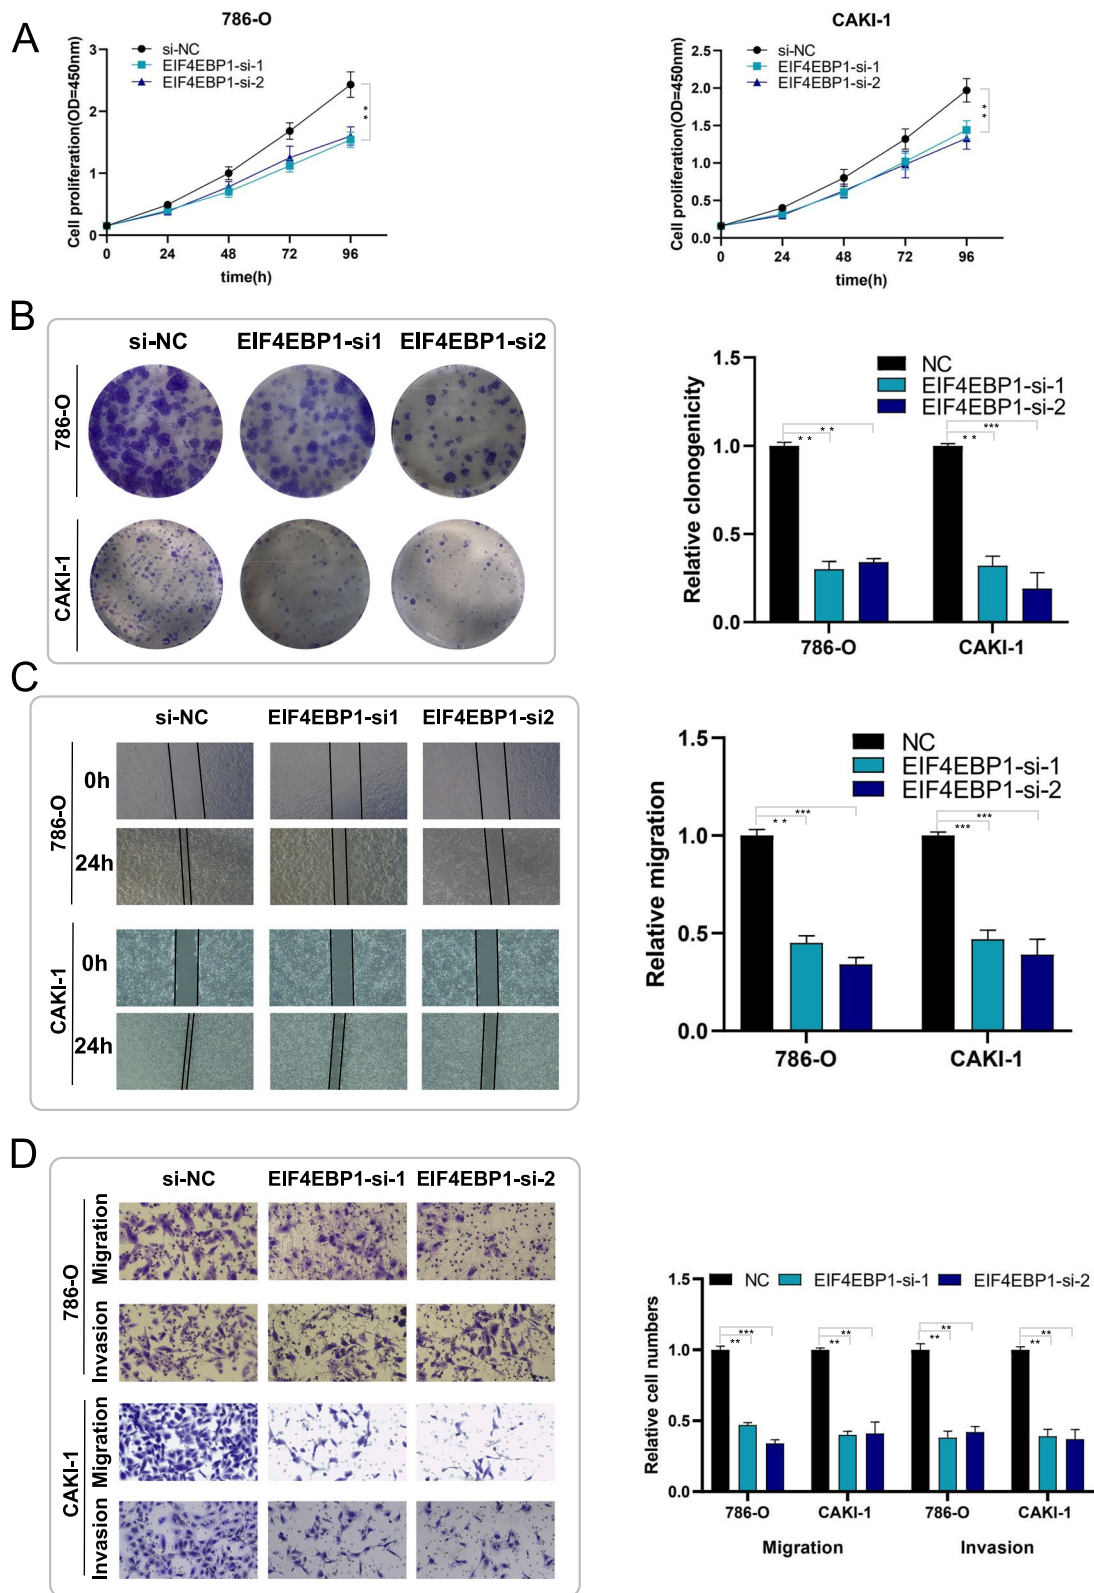 A
786-O
si-NC
EIF4EBP1-si-1
EIF4EBP1-si-2
Cell proliferation(OD=450nm)
3
2
1
0
**
0 24 48 72 96
time(h)
CAKI-1
si-NC
EIF4EBP1-si-1
EIF4EBP1-si-2
Cell proliferation(OD=450nm)
2.5
2.0
1.5
1.0
0.5
0.0
**
0 24 48 72 96
time(h)
B
si-NC EIF4EBP1-si1 EIF4EBP1-si2
786-O
CAKI-1
NC
EIF4EBP1-si-1
EIF4EBP1-si-2
Relative clonogenicity
1.5
1.0
0.5
0.0
** ***
** **
786-O CAKI-1
C
si-NC EIF4EBP1-si1 EIF4EBP1-si2
786-O
0h
24h
CAKI-1
0h
24h
NC
EIF4EBP1-si-1
EIF4EBP1-si-2
Relative migration
1.5
1.0
0.5
0.0
*** ***
** ***
786-O CAKI-1
D
si-NC EIF4EBP1-si-1 EIF4EBP1-si-2
786-O
Migration
Invasion
CAKI-1
Migration
Invasion
NC EIF4EBP1-si-1 EIF4EBP1-si-2
Relative cell numbers
1.5
1.0
0.5
0.0
*** ** ** **
** ** ** **
786-O CAKI-1 786-O CAKI-1
Migration Invasion